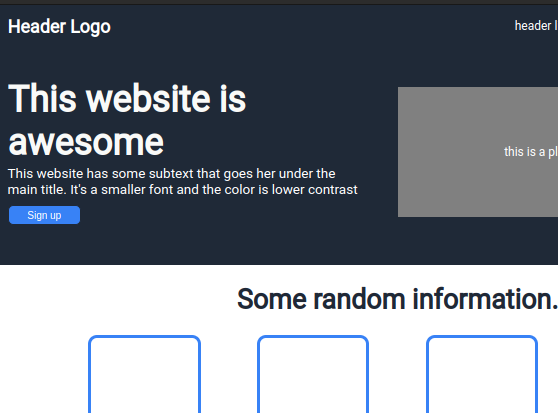 Header Logo
header l
This website is
awesome
this is a pl
This website has some subtext that goes her under the
main title. It's a smaller font and the color is lower contrast
Sign up
Some random information.